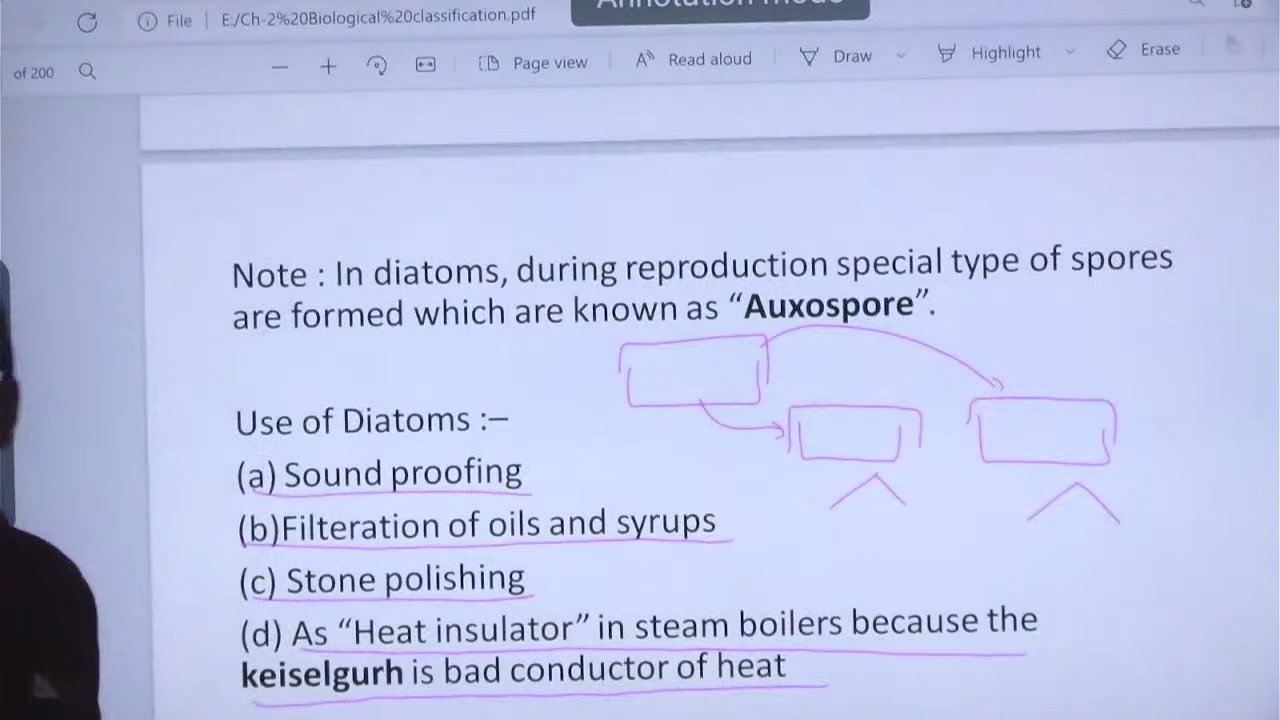 File | E:/Ch-2%20Biological%20classification.pdf
of 200
Page view
Read aloud
Draw
Highlight
Erase
Note : In diatoms, during reproduction special type of spores
are formed which are known as “Auxospore”.
Use of Diatoms :–
(a) Sound proofing
(b)Filteration of oils and syrups
(c) Stone polishing
(d) As “Heat insulator” in steam boilers because the
keiselgurh is bad conductor of heat